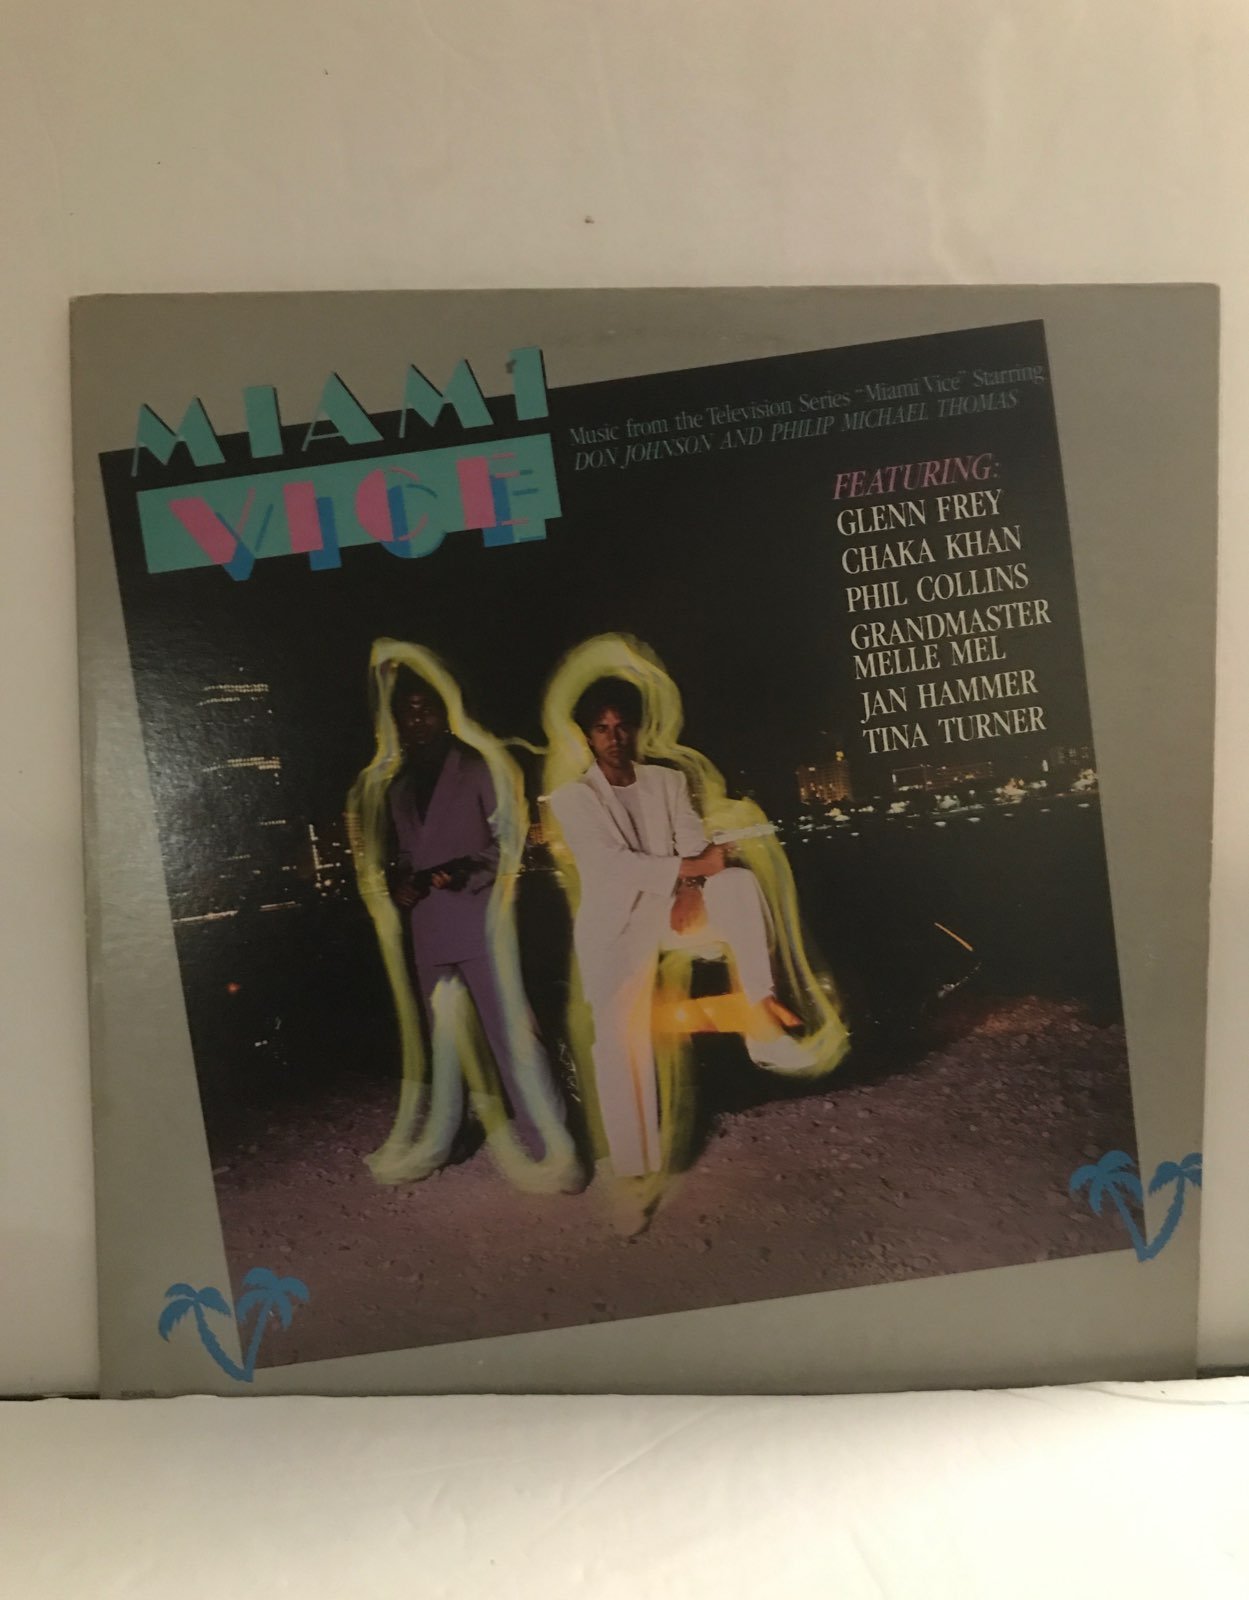 MIAMI
VICE
Music from the Television Series "Miami Vice" Starring
DON JOHNSON AND PHILIP MICHAEL THOMAS
FEATURING:
GLENN FREY
CHAKA KHAN
PHIL COLLINS
GRANDMASTER
MELLE MEL
JAN HAMMER
TINA TURNER